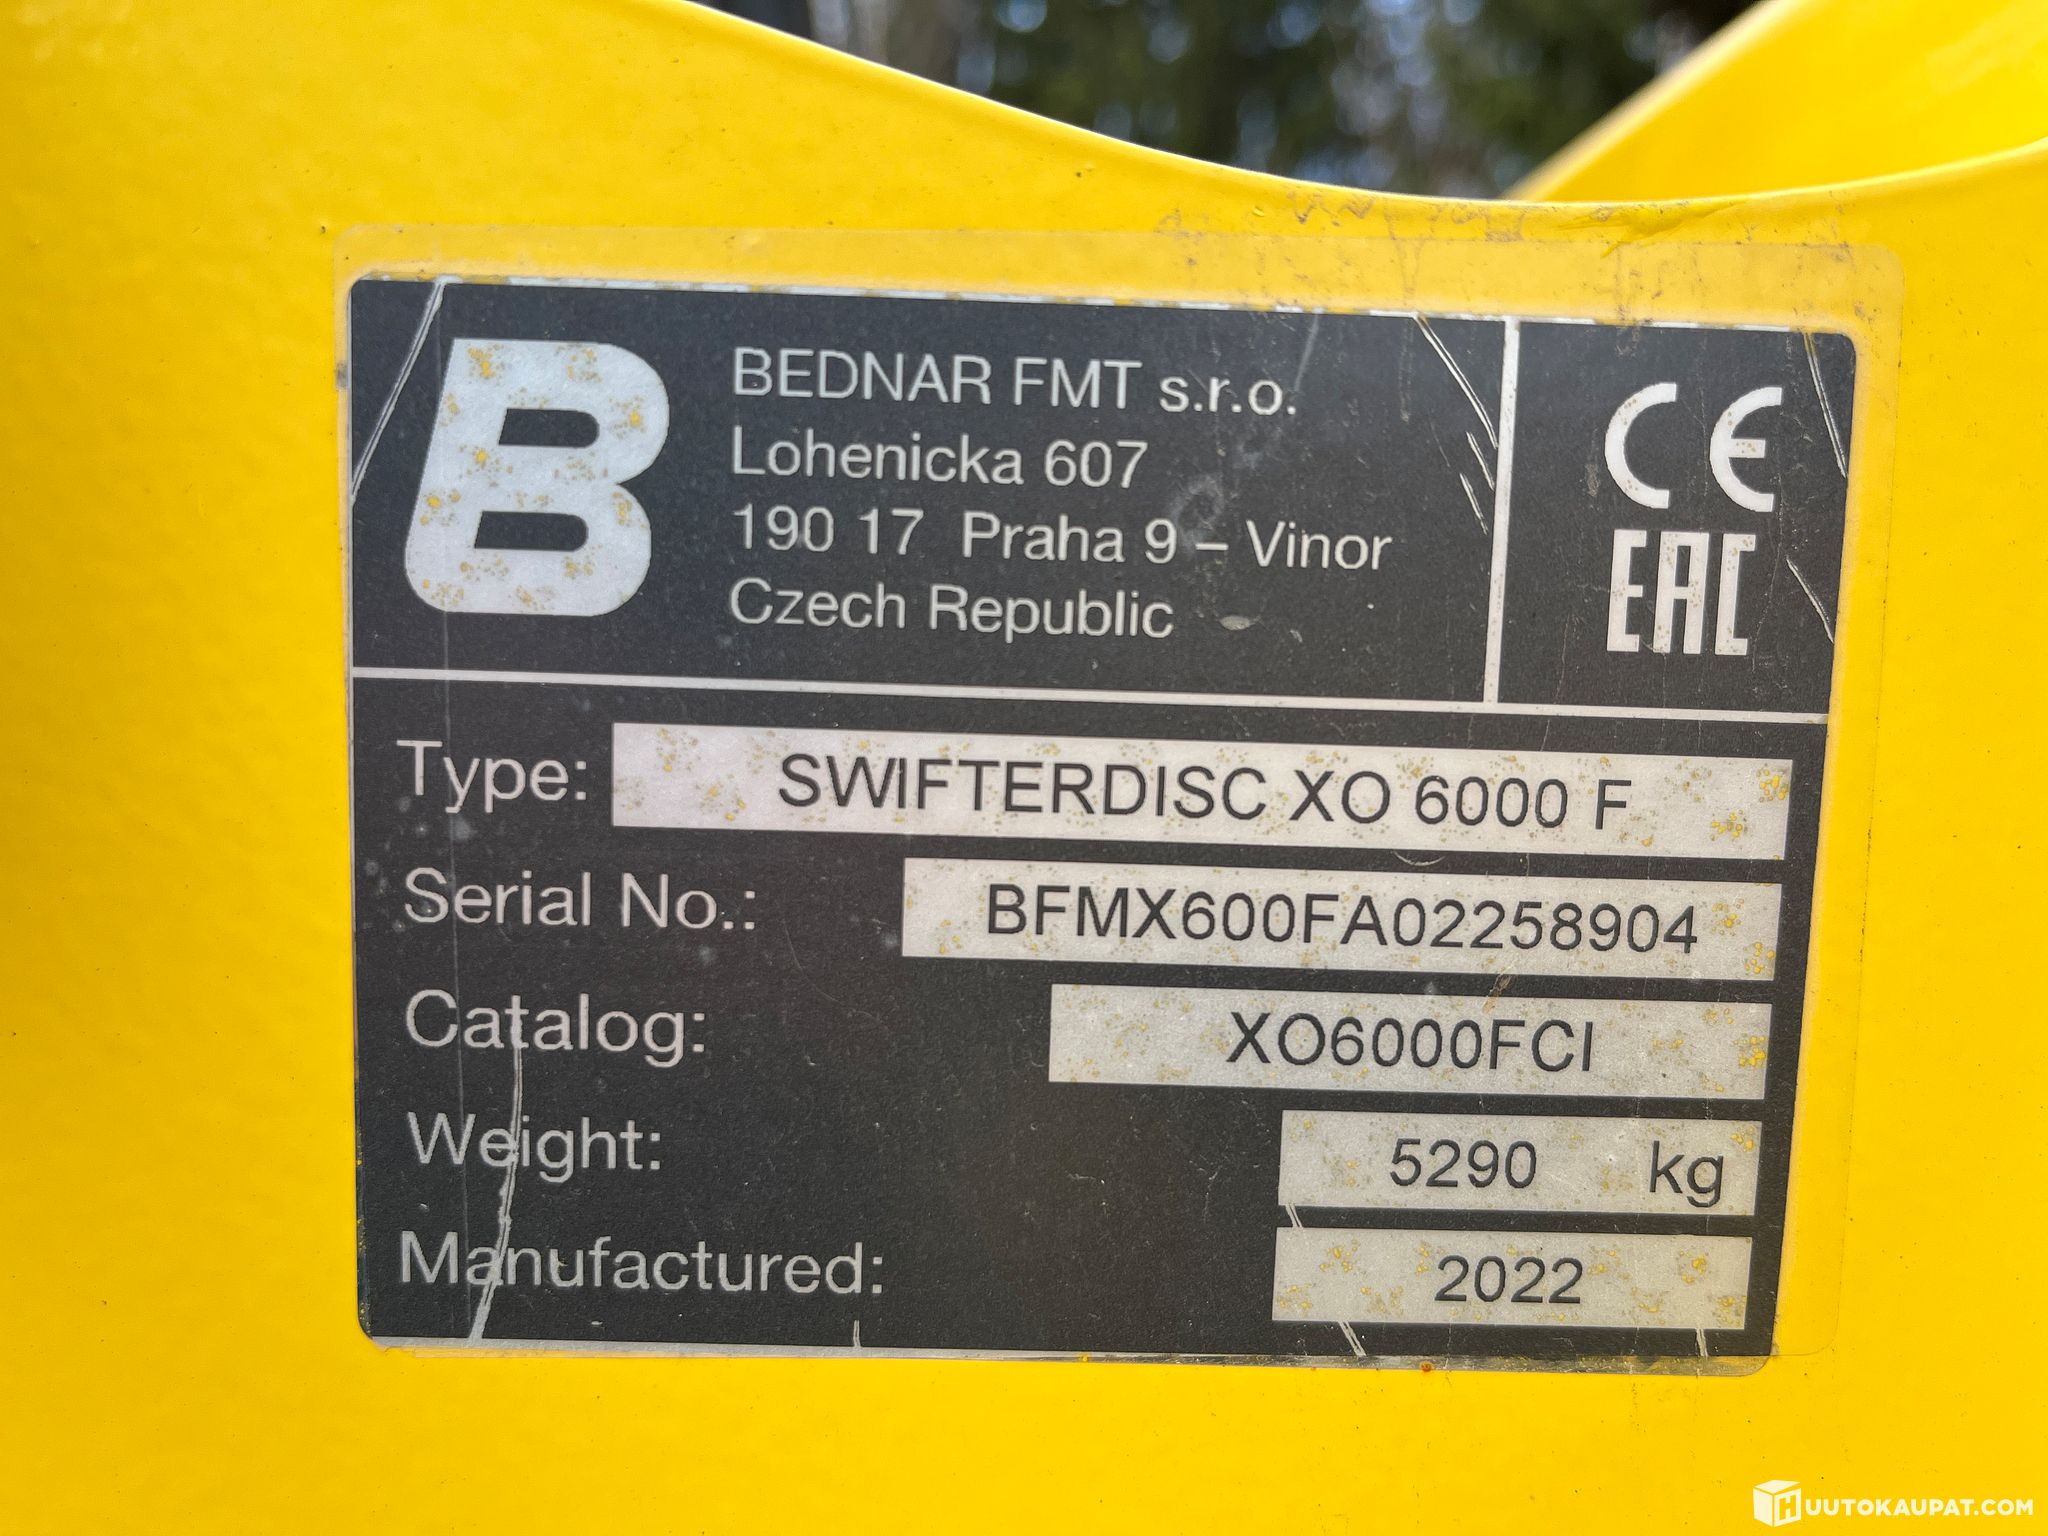 B
BEDNAR FMT s.r.o.
Lohenicka 607
190 17 Praha 9 – Vinor
Czech Republic
CE
EAC
Type: SWIFTERDISC XO 6000 F
Serial No.: BFMX600FA02258904
Catalog: XO6000FCI
Weight: 5290 kg
Manufactured: 2022
HUUTOKAUPAT.COM